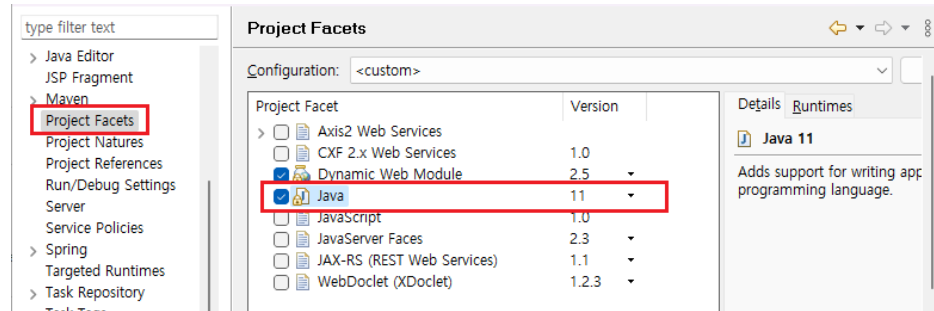 type filter text
Java Editor
JSP Fragment
Maven
Project Facets
Project Natures
Project References
Run/Debug Settings
Server
Service Policies
Spring
Targeted Runtimes
Task Repository
Project Facets
Configuration: <custom>
Project Facet Version
Axis2 Web Services
CXF 2.x Web Services 1.0
Dynamic Web Module 2.5
Java 11
JavaScript 1.0
JavaServer Faces 2.3
JAX-RS (REST Web Services) 1.1
WebDoclet (XDoclet) 1.2.3
Details Runtimes
Java 11
Adds support for writing app
programming language.